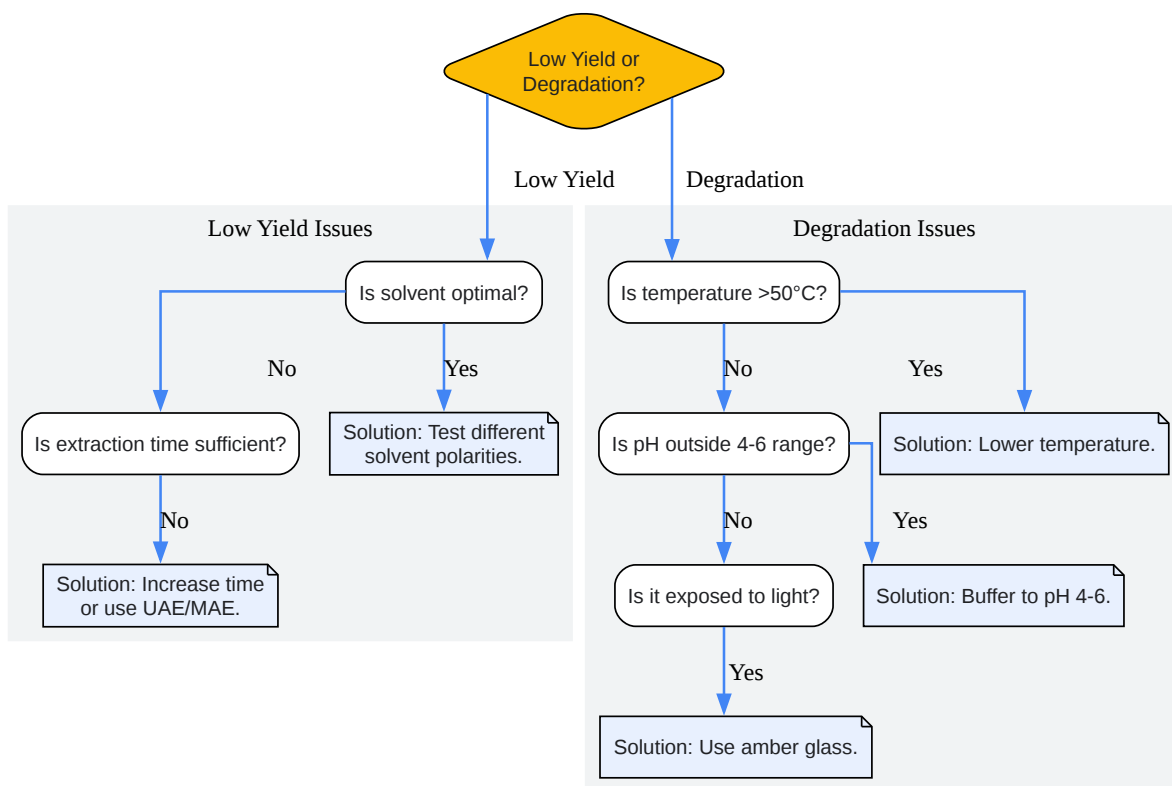 Low Yield or
Degradation?
Low Yield
Degradation
Low Yield Issues
Degradation Issues
Is solvent optimal?
Is temperature >50°C?
No
Yes
No
Yes
Is extraction time sufficient?
Solution: Test different
solvent polarities.
Is pH outside 4-6 range?
Solution: Lower temperature.
No
No
Yes
Solution: Increase time
or use UAE/MAE.
Is it exposed to light?
Solution: Buffer to pH 4-6.
Yes
Solution: Use amber glass.